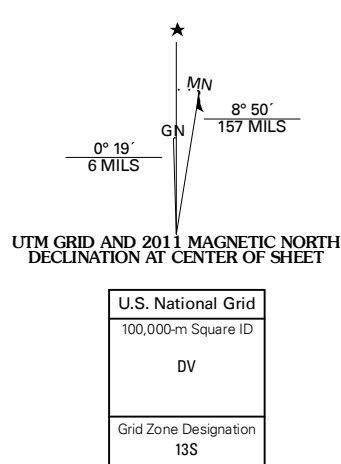 ★
MN
8° 50´
157 MILS
GN
0° 19´
6 MILS
UTM GRID AND 2011 MAGNETIC NORTH
DECLINATION AT CENTER OF SHEET
U.S. National Grid
100,000-m Square ID
DV
Grid Zone Designation
13S